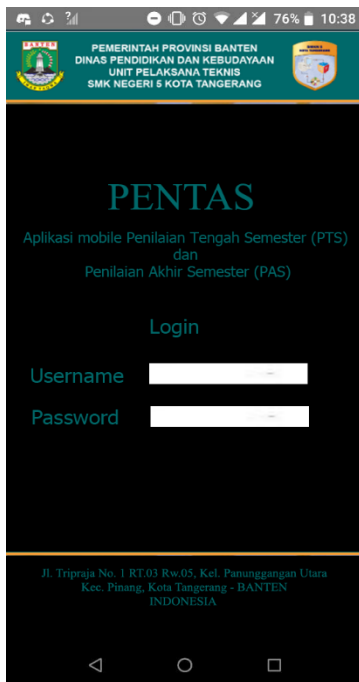 76% 10:38
BANTEN
PEMERINTAH PROVINSI BANTEN
DINAS PENDIDIKAN DAN KEBUDAYAAN
UNIT PELAKSANA TEKNIS
SMK NEGERI 5 KOTA TANGERANG
PENTAS
Aplikasi mobile Penilaian Tengah Semester (PTS)
dan
Penilaian Akhir Semester (PAS)
Login
Username
Password
Jl. Tripraja No. 1 RT.03 Rw.05, Kel. Panunggangan Utara
Kec. Pinang, Kota Tangerang - BANTEN
INDONESIA